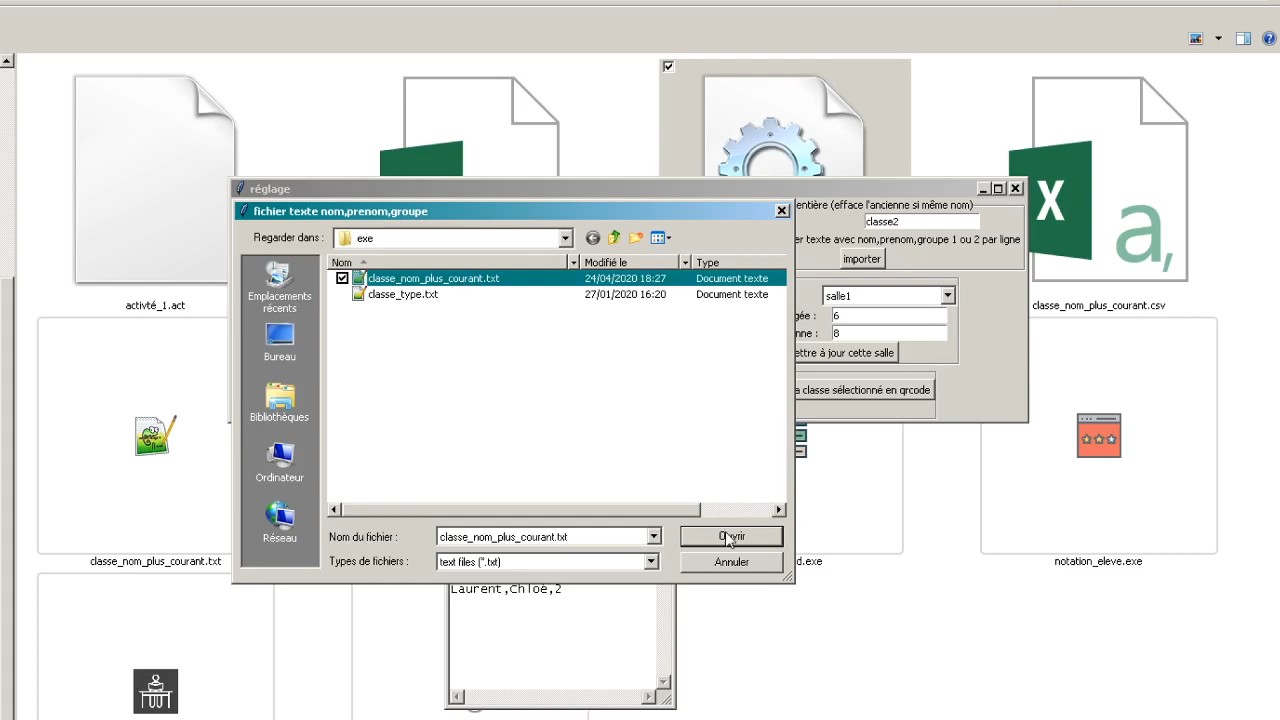 réglage
fichier texte nom,prenom,groupe
entière (efface l'ancienne si même nom)
classe2
Regarder dans :
exe
er texte avec nom,prenom,groupe 1 ou 2 par ligne
importer
Nom
Modifié le
Type
classe_nom_plus_courant.txt
24/04/2020 18:27
Document texte
classe_type.txt
27/01/2020 16:20
Document texte
Emplacements
récents
Bureau
Bibliothèques
Ordinateur
Réseau
salle1
gée :
6
nne :
8
ettre à jour cette salle
a classe sélectionné en qrcode
activté_1.act
classe_nom_plus_courant.csv
X
a,
Nom du fichier :
classe_nom_plus_courant.txt
Ouvrir
Types de fichiers :
text files (*.txt)
Annuler
classe_nom_plus_courant.txt
d.exe
notation_eleve.exe
Laurent,Chloé,2